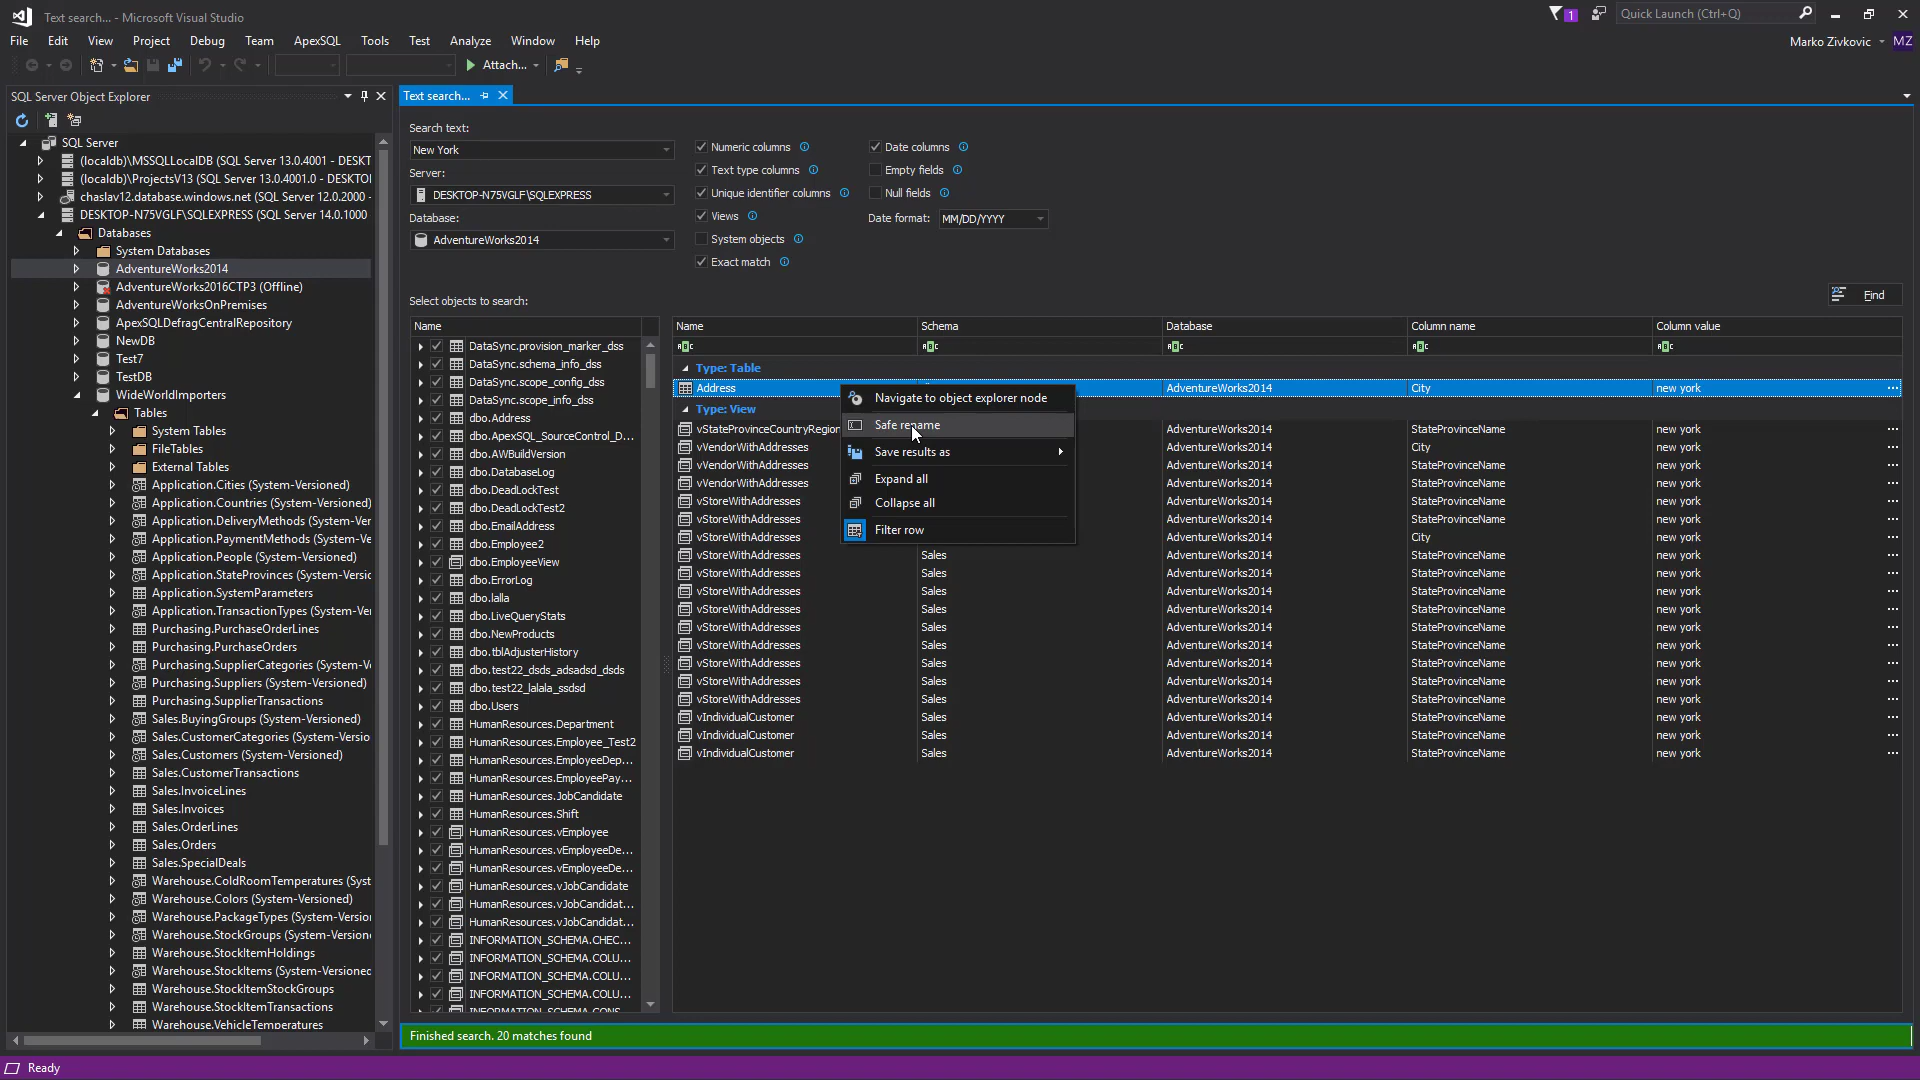 Text search... - Microsoft Visual Studio
1
Quick Launch (Ctrl+Q)
File Edit View Project Debug Team ApexSQL Tools Test Analyze Window Help
Marko Zivkovic MZ
Attach...
SQL Server Object Explorer
SQL Server
(localdb)\MSSQLLocalDB (SQL Server 13.0.4001 - DESKT
(localdb)\ProjectsV13 (SQL Server 13.0.4001.0 - DESKTO
chaslav12.database.windows.net (SQL Server 12.0.2000 -
DESKTOP-N75VGLF\SQLEXPRESS (SQL Server 14.0.1000
Databases
System Databases
AdventureWorks2014
AdventureWorks2016CTP3 (Offline)
AdventureWorksOnPremises
ApexSQLDefragCentralRepository
NewDB
Test7
TestDB
WideWorldImporters
Tables
System Tables
FileTables
External Tables
Application.Cities (System-Versioned)
Application.Countries (System-Versioned)
Application.DeliveryMethods (System-Ver
Application.PaymentMethods (System-Ver
Application.People (System-Versioned)
Application.StateProvinces (System-Versic
Application.SystemParameters
Application.TransactionTypes (System-Ver
Purchasing.PurchaseOrderLines
Purchasing.PurchaseOrders
Purchasing.SupplierCategories (System-V
Purchasing.Suppliers (System-Versioned)
Purchasing.SupplierTransactions
Sales.BuyingGroups (System-Versioned)
Sales.CustomerCategories (System-Versio
Sales.Customers (System-Versioned)
Sales.CustomerTransactions
Sales.InvoiceLines
Sales.Invoices
Sales.OrderLines
Sales.Orders
Sales.SpecialDeals
Warehouse.ColdRoomTemperatures (Syst
Warehouse.Colors (System-Versioned)
Warehouse.PackageTypes (System-Versior
Warehouse.StockGroups (System-Version
Warehouse.StockItemHoldings
Warehouse.StockItems (System-Versioned
Warehouse.StockItemStockGroups
Warehouse.StockItemTransactions
Warehouse.VehicleTemperatures
Text search...
Search text:
New York
Server:
DESKTOP-N75VGLF\SQLEXPRESS
Database:
AdventureWorks2014
Numeric columns
Text type columns
Unique identifier columns
Views
System objects
Exact match
Date columns
Empty fields
Null fields
Date format: MM/DD/YYYY
Select objects to search:
Find
Name
DataSync.provision_marker_dss
DataSync.schema_info_dss
DataSync.scope_config_dss
DataSync.scope_info_dss
dbo.Address
dbo.ApexSQL_SourceControl_D...
dbo.AWBuildVersion
dbo.DatabaseLog
dbo.DeadLockTest
dbo.DeadLockTest2
dbo.EmailAddress
dbo.Employee2
dbo.EmployeeView
dbo.ErrorLog
dbo.lalla
dbo.LiveQueryStats
dbo.NewProducts
dbo.tblAdjusterHistory
dbo.test22_dsds_adsadsd_dsds
dbo.test22_lalala_ssdsd
dbo.Users
HumanResources.Department
HumanResources.Employee_Test2
HumanResources.EmployeeDep...
HumanResources.EmployeePay...
HumanResources.JobCandidate
HumanResources.Shift
HumanResources.vEmployee
HumanResources.vEmployeeDe...
HumanResources.vEmployeeDe...
HumanResources.vJobCandidate
HumanResources.vJobCandidat...
HumanResources.vJobCandidat...
INFORMATION_SCHEMA.CHEC...
INFORMATION_SCHEMA.COLU...
INFORMATION_SCHEMA.COLU...
INFORMATION_SCHEMA.COLU...
Name Schema Database Column name Column value
Type: Table
Address AdventureWorks2014 City new york ...
Type: View
vStateProvinceCountryRegion AdventureWorks2014 StateProvinceName new york ...
vVendorWithAddresses AdventureWorks2014 City new york ...
vVendorWithAddresses AdventureWorks2014 StateProvinceName new york ...
vVendorWithAddresses AdventureWorks2014 StateProvinceName new york ...
vStoreWithAddresses AdventureWorks2014 StateProvinceName new york ...
vStoreWithAddresses AdventureWorks2014 StateProvinceName new york ...
vStoreWithAddresses AdventureWorks2014 City new york ...
vStoreWithAddresses Sales AdventureWorks2014 StateProvinceName new york ...
vStoreWithAddresses Sales AdventureWorks2014 StateProvinceName new york ...
vStoreWithAddresses Sales AdventureWorks2014 StateProvinceName new york ...
vStoreWithAddresses Sales AdventureWorks2014 StateProvinceName new york ...
vStoreWithAddresses Sales AdventureWorks2014 StateProvinceName new york ...
vStoreWithAddresses Sales AdventureWorks2014 StateProvinceName new york ...
vStoreWithAddresses Sales AdventureWorks2014 StateProvinceName new york ...
vStoreWithAddresses Sales AdventureWorks2014 StateProvinceName new york ...
vStoreWithAddresses Sales AdventureWorks2014 StateProvinceName new york ...
vIndividualCustomer Sales AdventureWorks2014 StateProvinceName new york ...
vIndividualCustomer Sales AdventureWorks2014 StateProvinceName new york ...
vIndividualCustomer Sales AdventureWorks2014 StateProvinceName new york ...
Navigate to object explorer node
Safe rename
Save results as
Expand all
Collapse all
Filter row
Finished search. 20 matches found
Ready